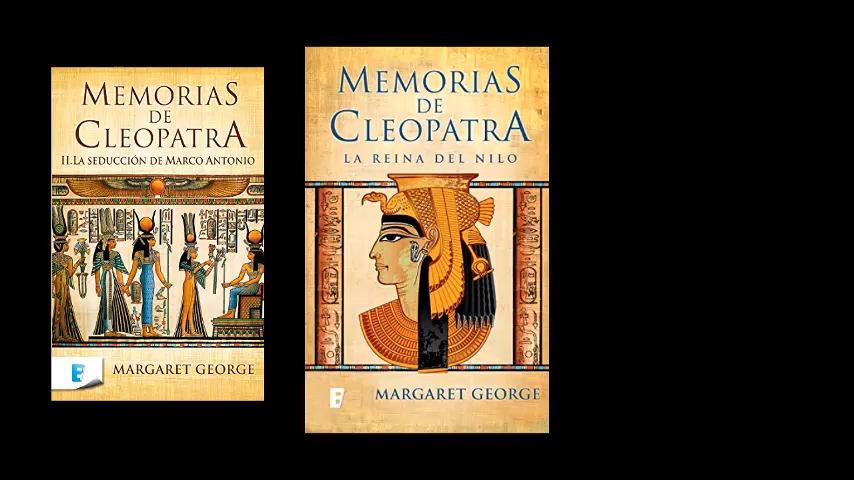 MEMORIAS
DE
CLEOPATRA
II.LA SEDUCCIÓN DE MARCO ANTONIO
B
MARGARET GEORGE
MEMORIAS
DE
CLEOPATRA
LA REINA DEL NILO
B
MARGARET GEORGE